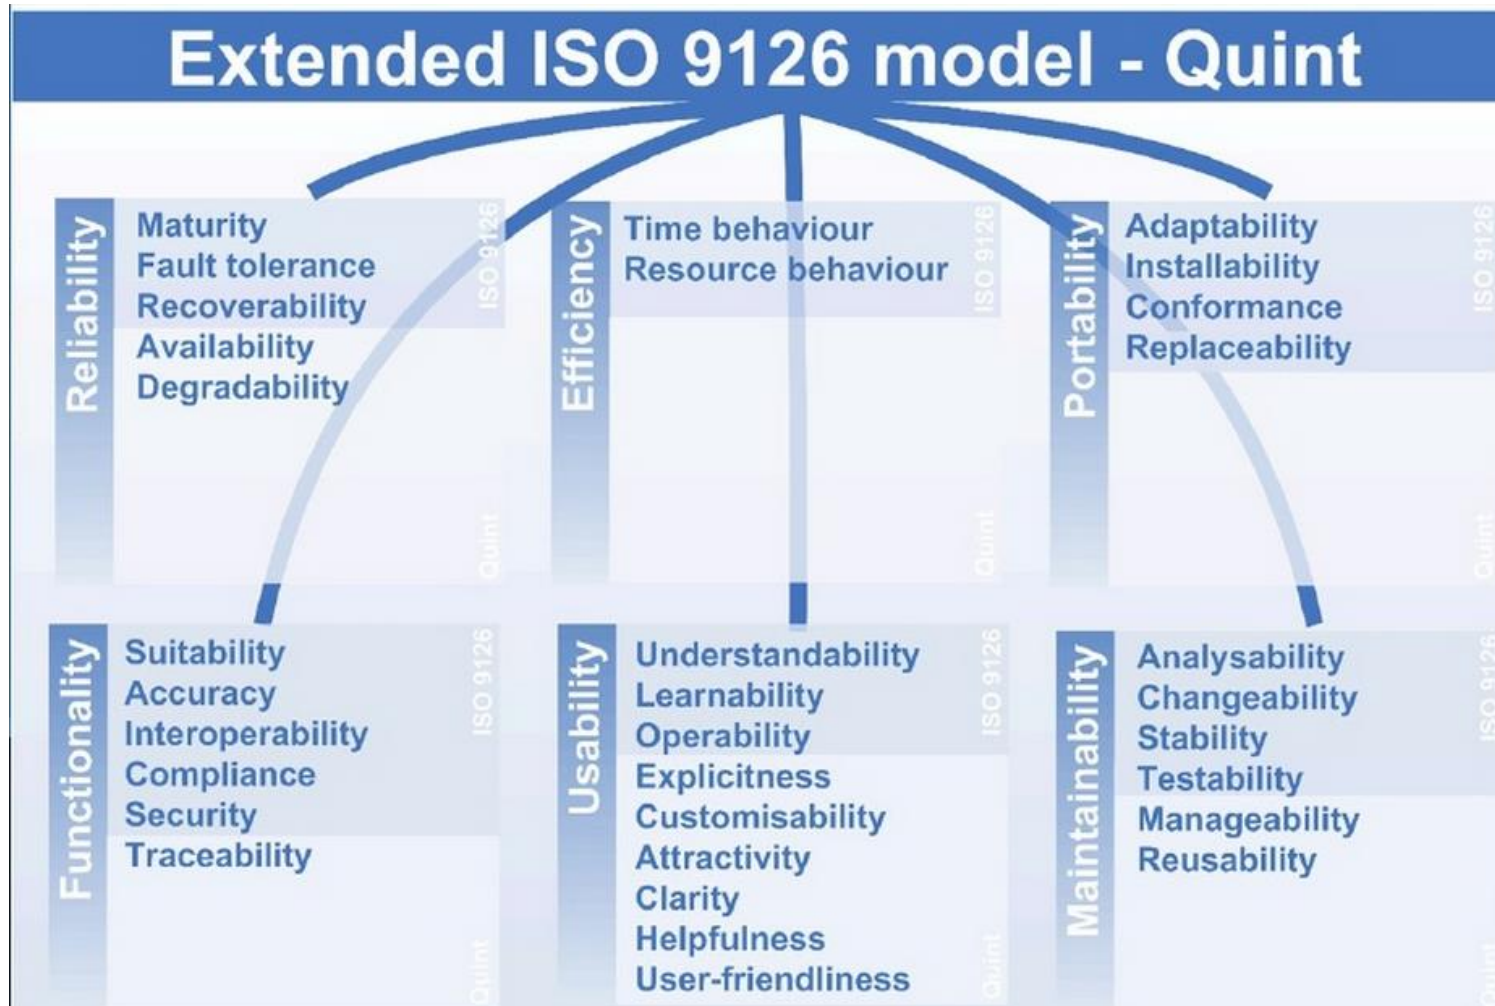 Extended ISO 9126 model - Quint
Reliability
Maturity
Fault tolerance
Recoverability
Availability
Degradability
ISO 9126
Quint
Efficiency
Time behaviour
Resource behaviour
ISO 9126
Quint
Portability
Adaptability
Installability
Conformance
Replaceability
ISO 9126
Quint
Functionality
Suitability
Accuracy
Interoperability
Compliance
Security
Traceability
ISO 9126
Quint
Usability
Understandability
Learnability
Operability
Explicitness
Customisability
Attractivity
Clarity
Helpfulness
User-friendliness
ISO 9126
Quint
Maintainability
Analysability
Changeability
Stability
Testability
Manageability
Reusability
ISO 9126
Quint